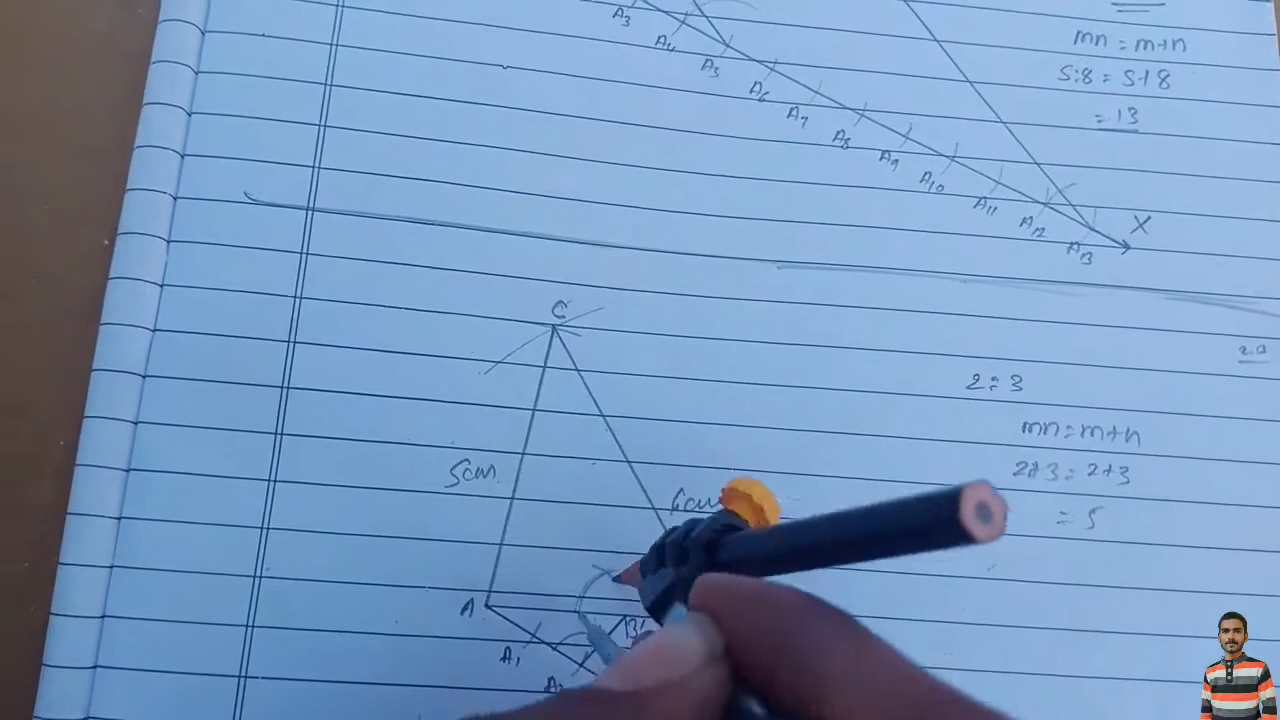 A3
A4
A5
A6
A7
A8
A9
A10
A11
A12
A13
X
mn = m+n
5:8 = 5+8
= 13
C
5cm
A
B'
A1
A2
2:3
mn = m+n
2+3 = 2+3
= 5